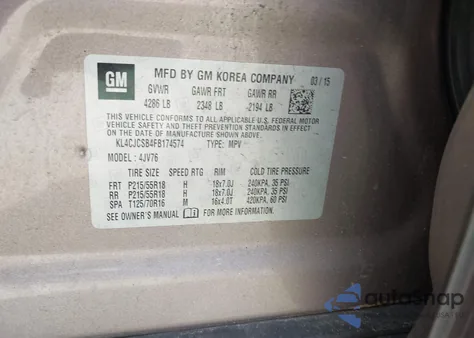 GM
MFD BY GM KOREA COMPANY 03/15
GVWR GAWR FRT GAWR RR
4286 LB 2348 LB 2194 LB
THIS VEHICLE CONFORMS TO ALL APPLICABLE U.S. FEDERAL MOTOR
VEHICLE SAFETY AND THEFT PREVENTION STANDARDS IN EFFECT ON
THE DATE OF MANUFACTURE SHOWN ABOVE.
KL4CJCSB4FB174574 TYPE: MPV
MODEL: 4JV76
TIRE SIZE SPEED RTG RIM COLD TIRE PRESSURE
FRT P215/55R18 H 18x7.0J 240KPA, 35 PSI
RR P215/55R18 H 18x7.0J 240KPA, 35 PSI
SPA T125/70R16 M 16x4.0T 420KPA, 60 PSI
SEE OWNER'S MANUAL FOR MORE INFORMATION.
autosnap